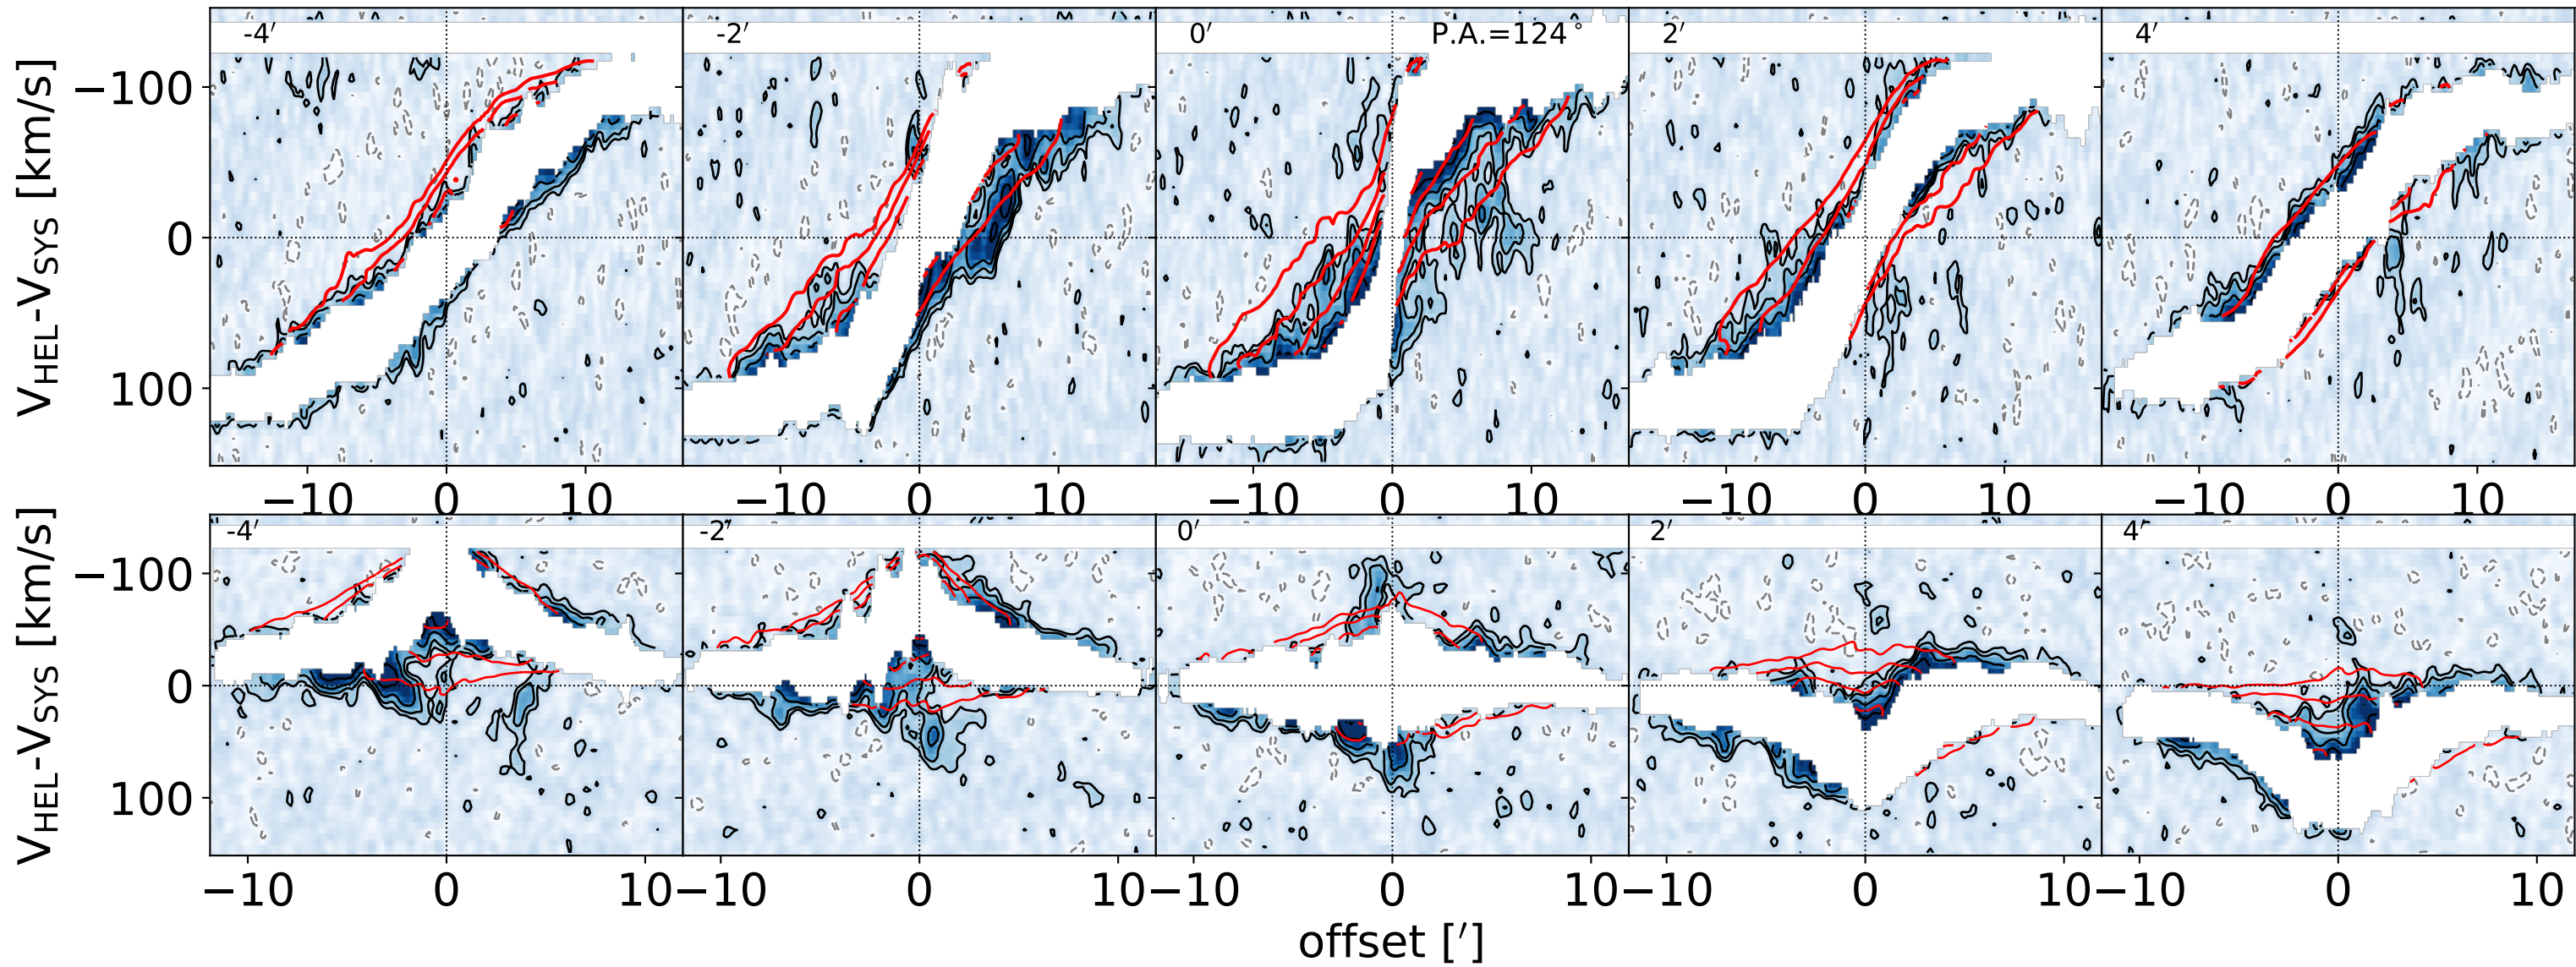 -4′ -2′ 0′ P.A.=124° 2′ 4′
V_HEL-V_SYS [km/s]
−100
0
100
−10 0 10 −10 0 10 −10 0 10 −10 0 10 −10 0 10
-4′ -2′ 0′ 2′ 4′
V_HEL-V_SYS [km/s]
−100
0
100
−10 0 10 −10 0 10 −10 0 10 −10 0 10 −10 0 10
offset [′]